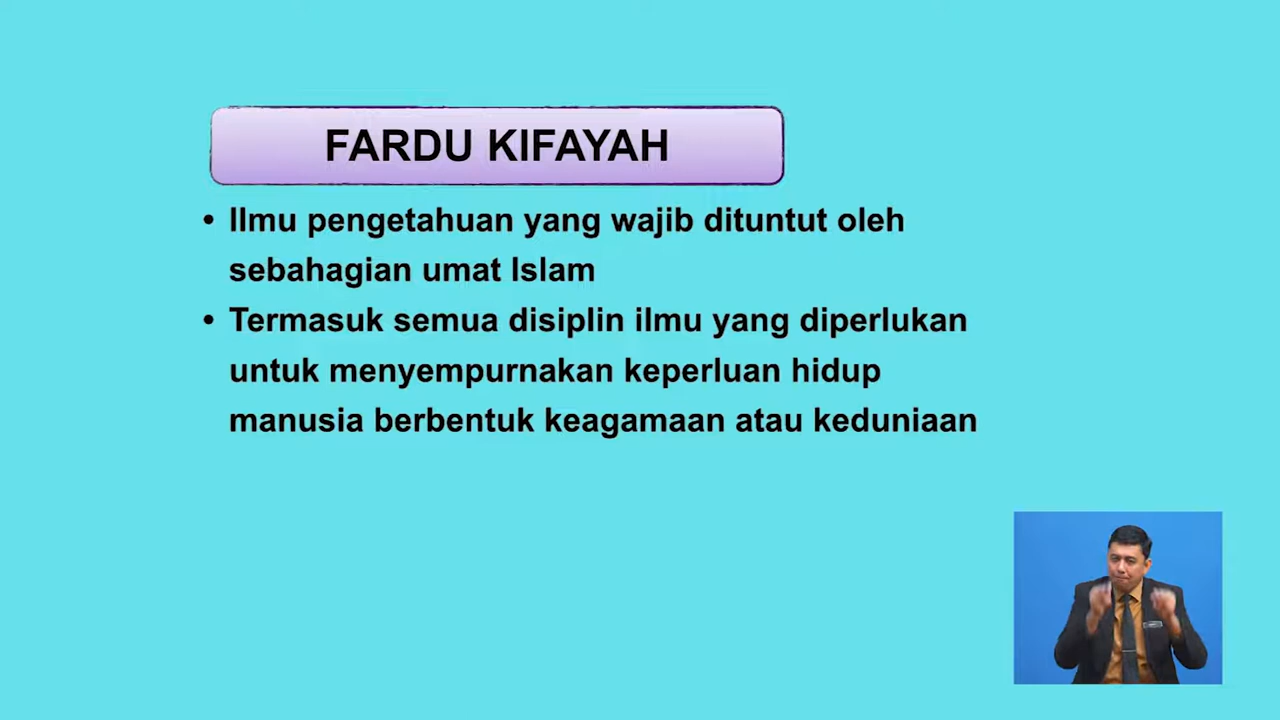 FARDU KIFAYAH
• Ilmu pengetahuan yang wajib dituntut oleh
sebahagian umat Islam
• Termasuk semua disiplin ilmu yang diperlukan
untuk menyempurnakan keperluan hidup
manusia berbentuk keagamaan atau keduniaan